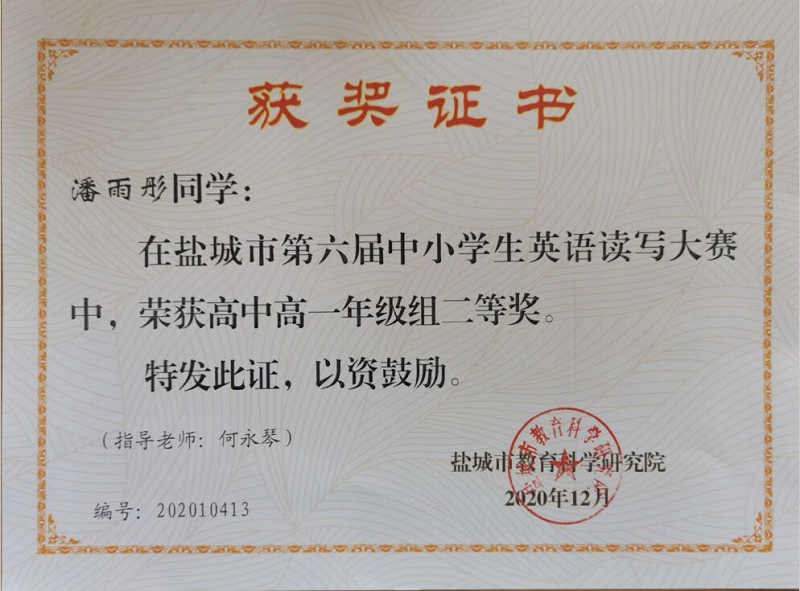 获奖证书
潘雨彤同学：
在盐城市第六届中小学生英语读写大赛
中，荣获高中高一年级组二等奖。
特发此证，以资鼓励。
（指导老师：何永琴）
盐城市教育科学研究院
2020年12月
编号：202010413